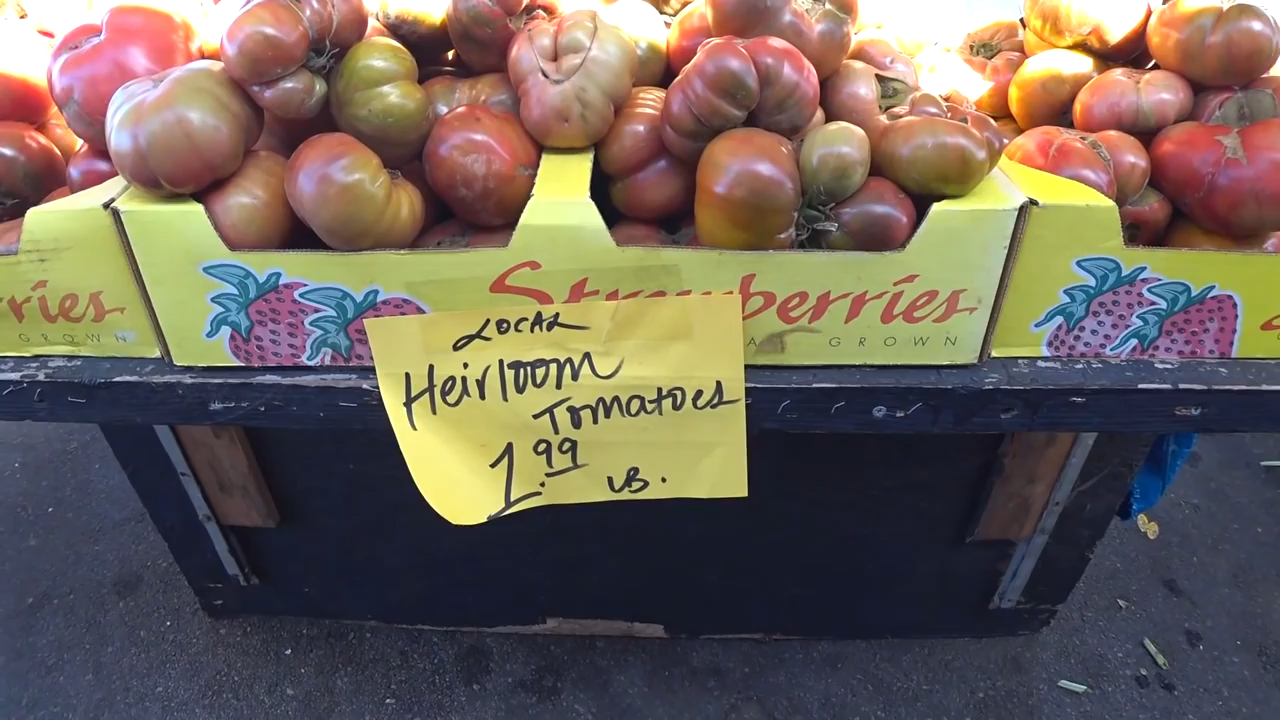 rries
GROWN
Strawberries
GROWN
LOCAL
Heirloom
Tomatoes
1.99 LB.